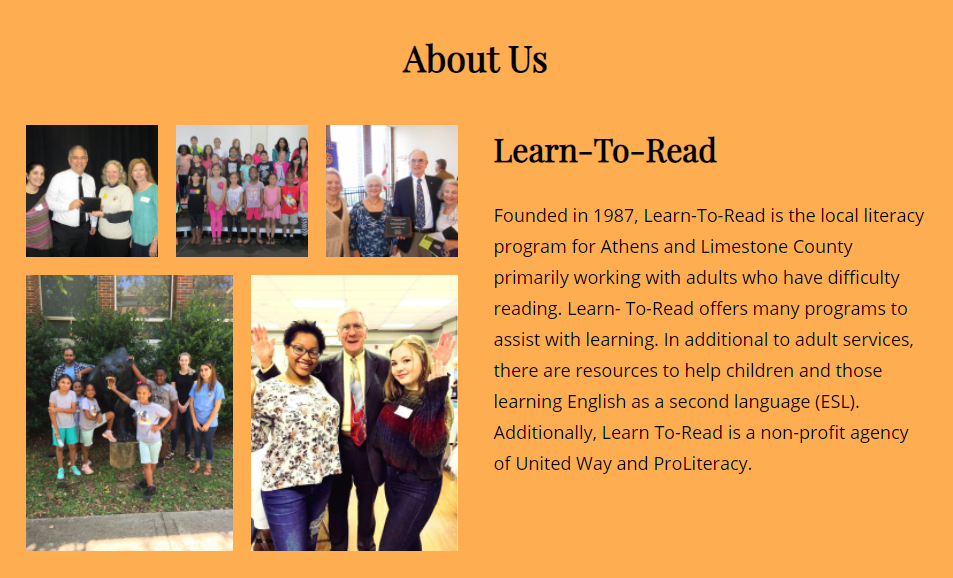 About Us
Learn-To-Read
Founded in 1987, Learn-To-Read is the local literacy
program for Athens and Limestone County
primarily working with adults who have difficulty
reading. Learn- To-Read offers many programs to
assist with learning. In additional to adult services,
there are resources to help children and those
learning English as a second language (ESL).
Additionally, Learn To-Read is a non-profit agency
of United Way and ProLiteracy.